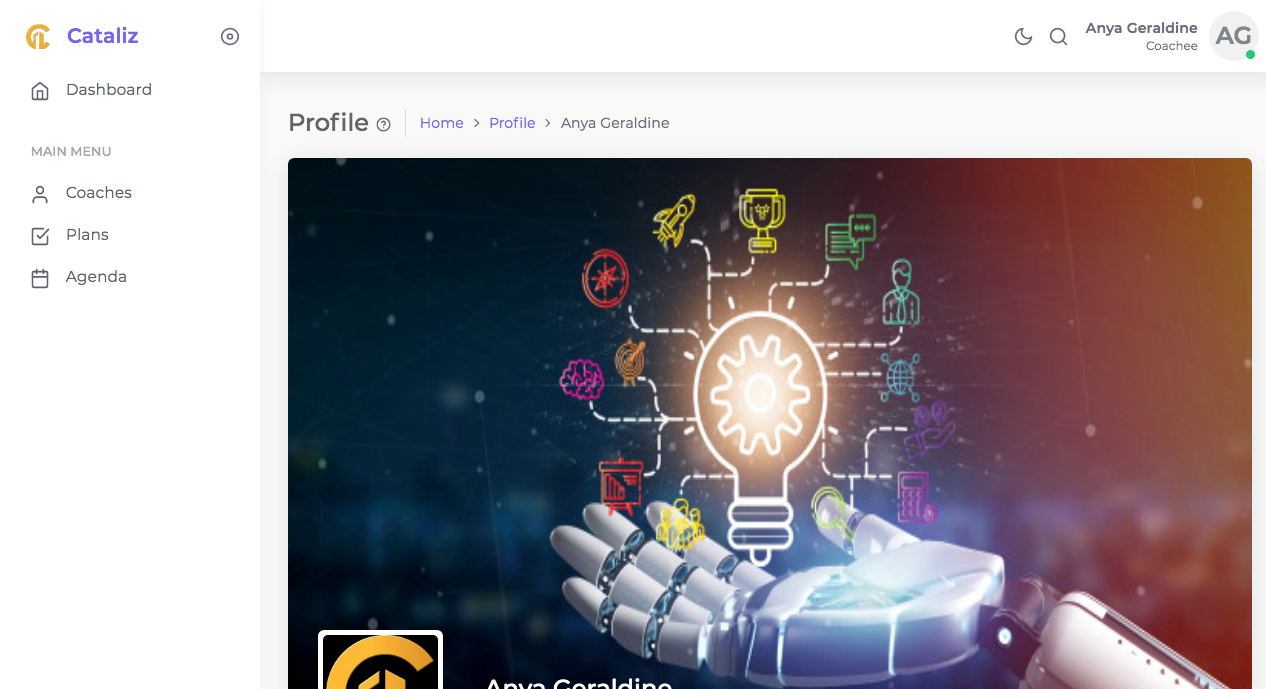 Cataliz
Anya Geraldine
Coachee
AG
Dashboard
Profile
Home > Profile > Anya Geraldine
MAIN MENU
Coaches
Plans
Agenda
Anya Geraldine